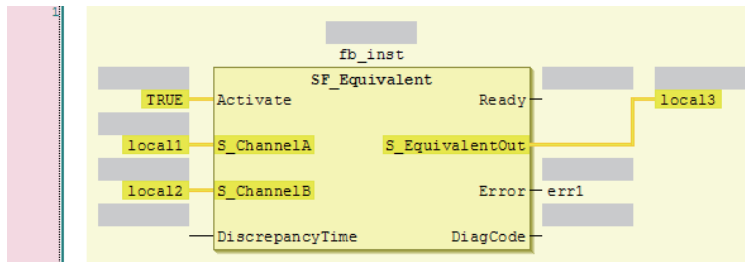 1
fb_inst
SF_Equivalent
TRUE Activate Ready
local3
local1 S_ChannelA S_EquivalentOut
local2 S_ChannelB Error err1
DiscrepancyTime DiagCode